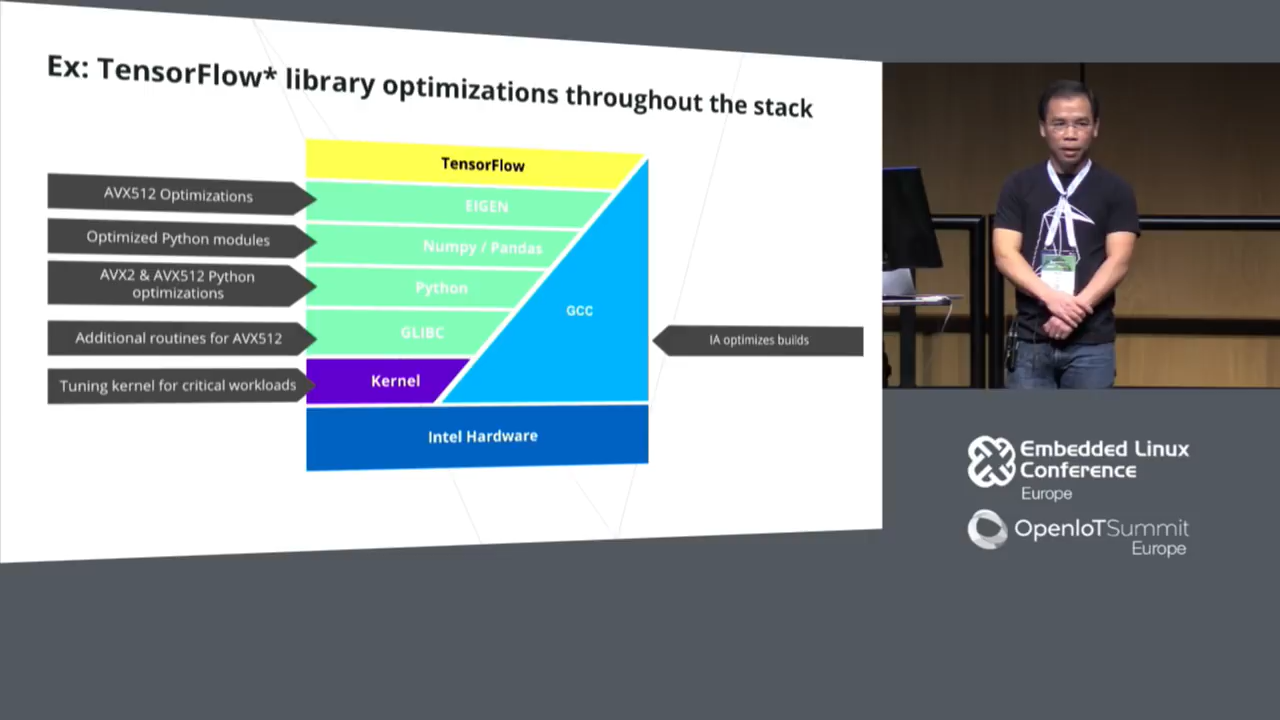 Ex: TensorFlow* library optimizations throughout the stack
AVX512 Optimizations
Optimized Python modules
AVX2 & AVX512 Python
optimizations
Additional routines for AVX512
Tuning kernel for critical workloads
TensorFlow
EIGEN
Numpy / Pandas
Python
GLIBC
Kernel
GCC
Intel Hardware
IA optimizes builds
Embedded Linux
Conference
Europe
OpenIoTSummit
Europe